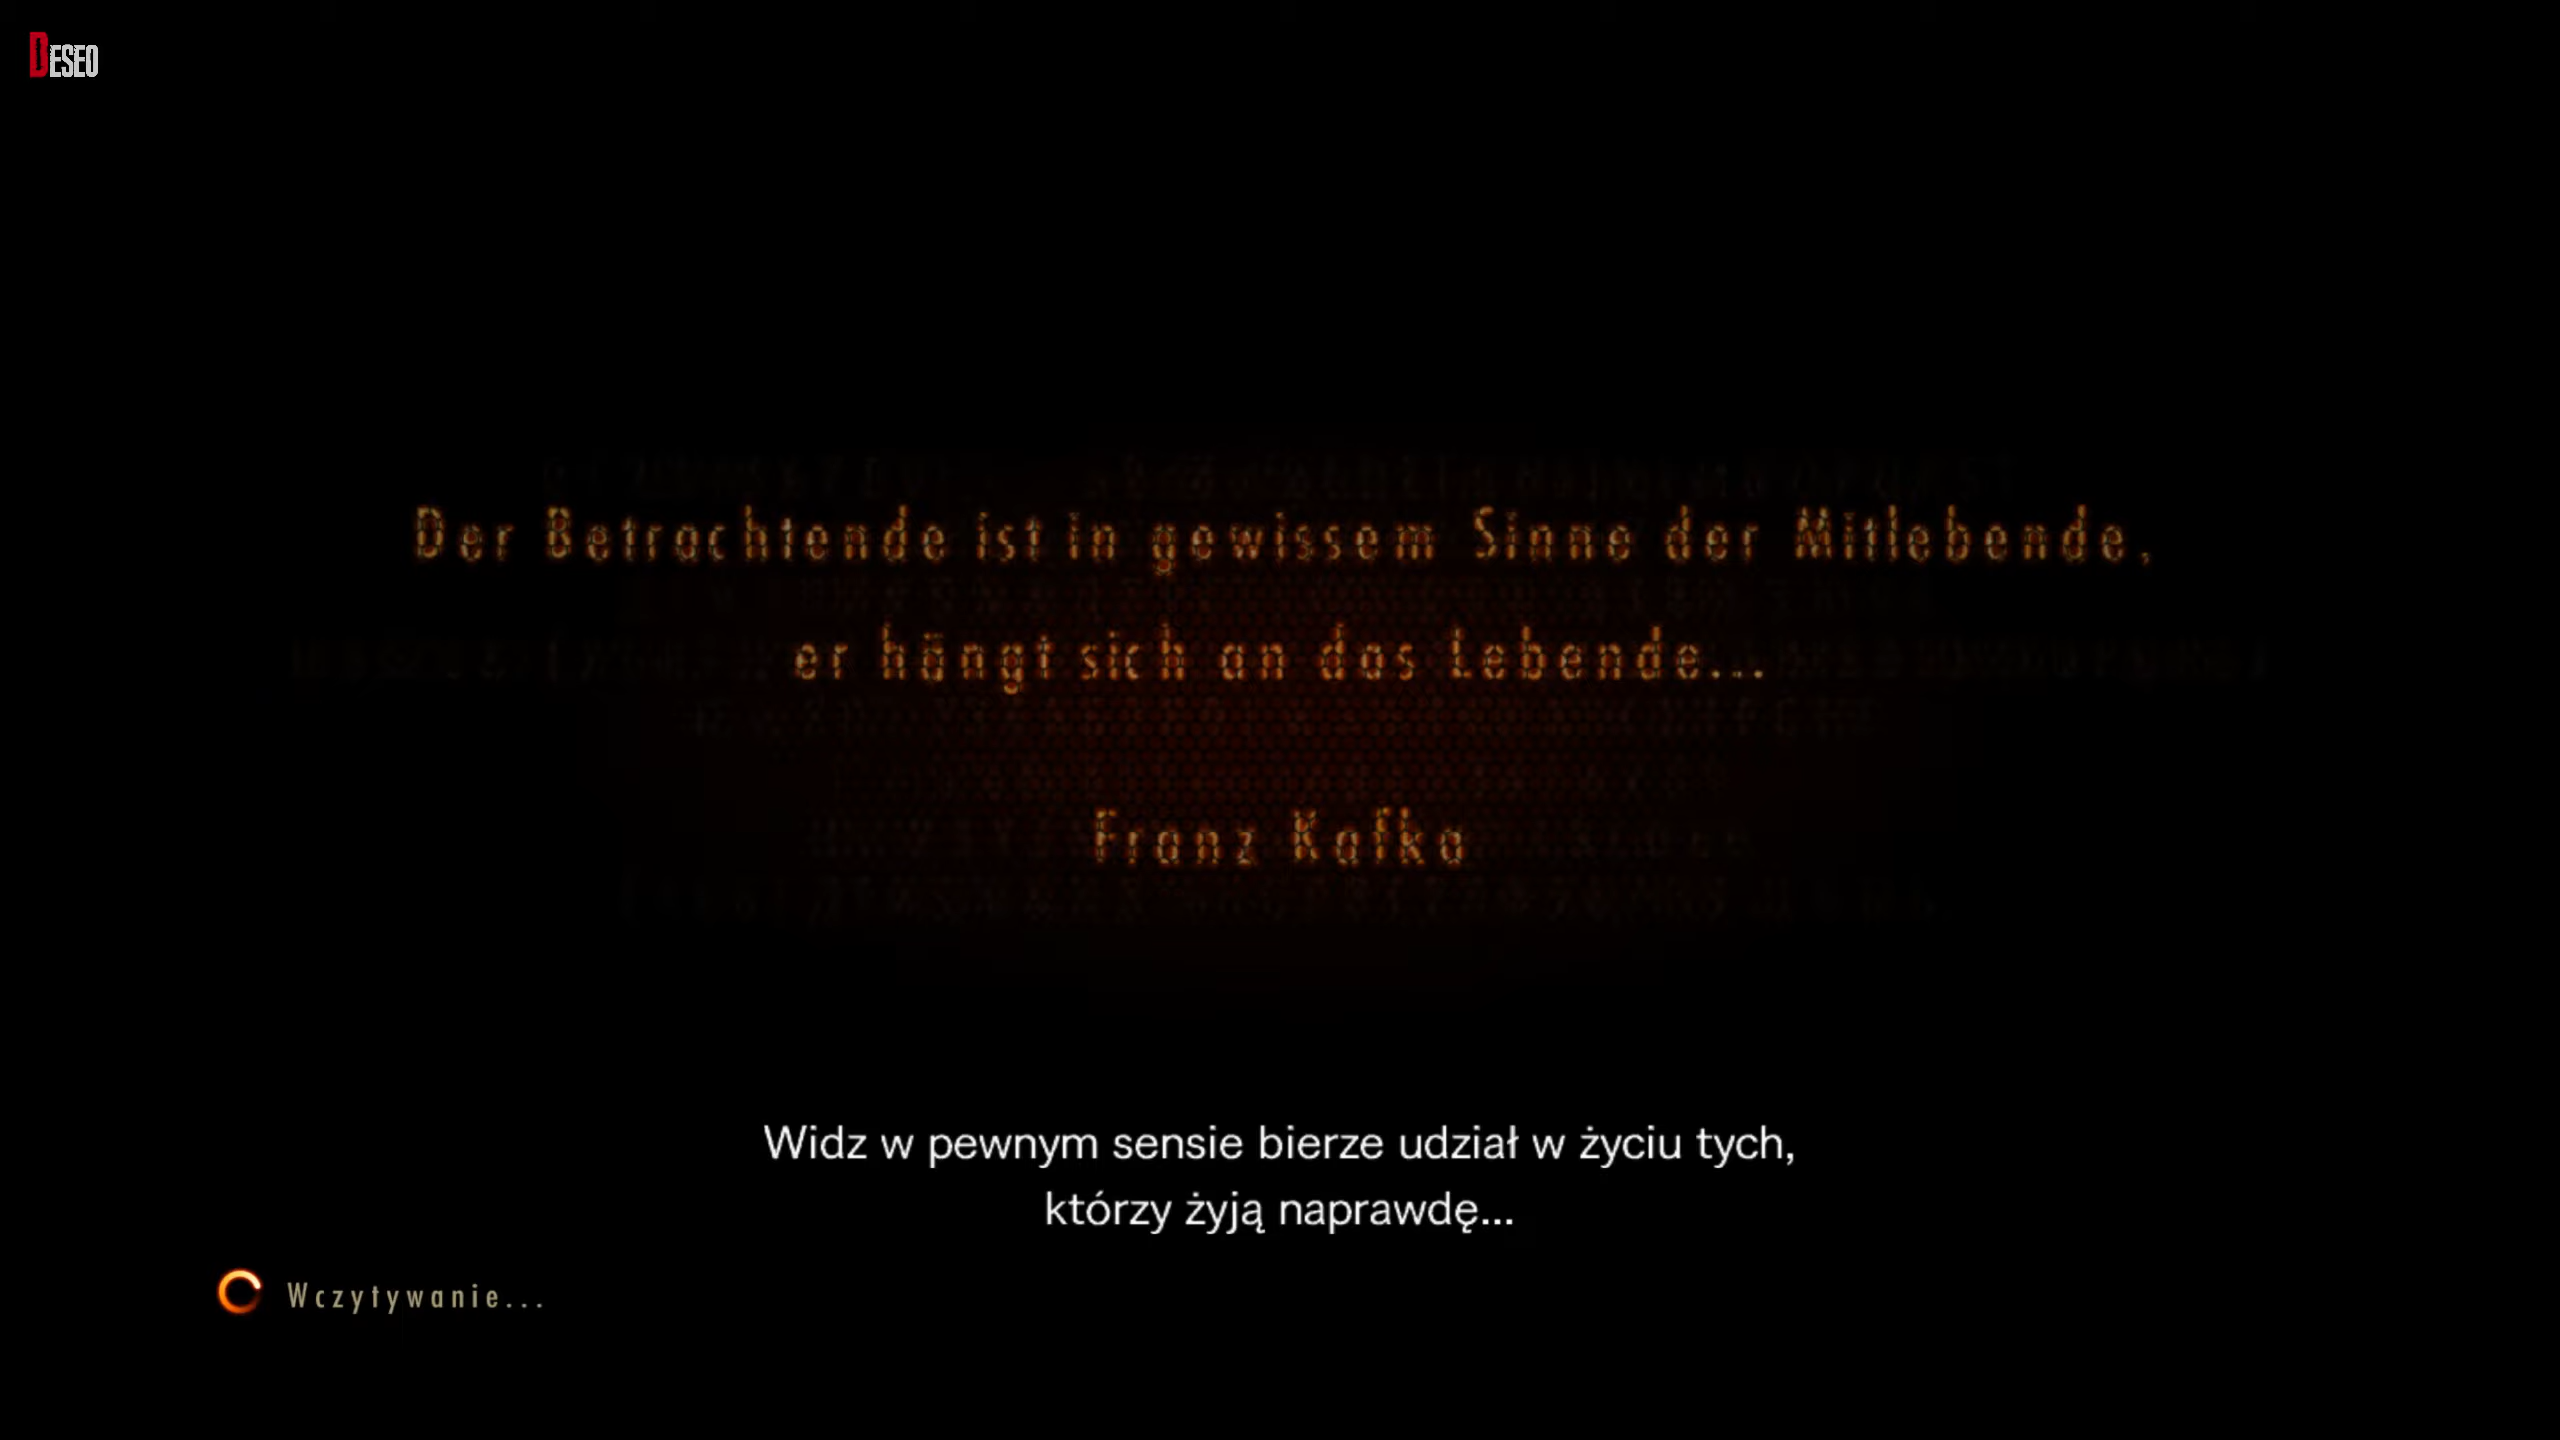 DESEO
Der Betrachtende ist in gewissem Sinne der Mitlebende,
er hängt sich an das Lebende...
Franz Kafka
Widz w pewnym sensie bierze udział w życiu tych,
którzy żyją naprawdę...
Wczytywanie...